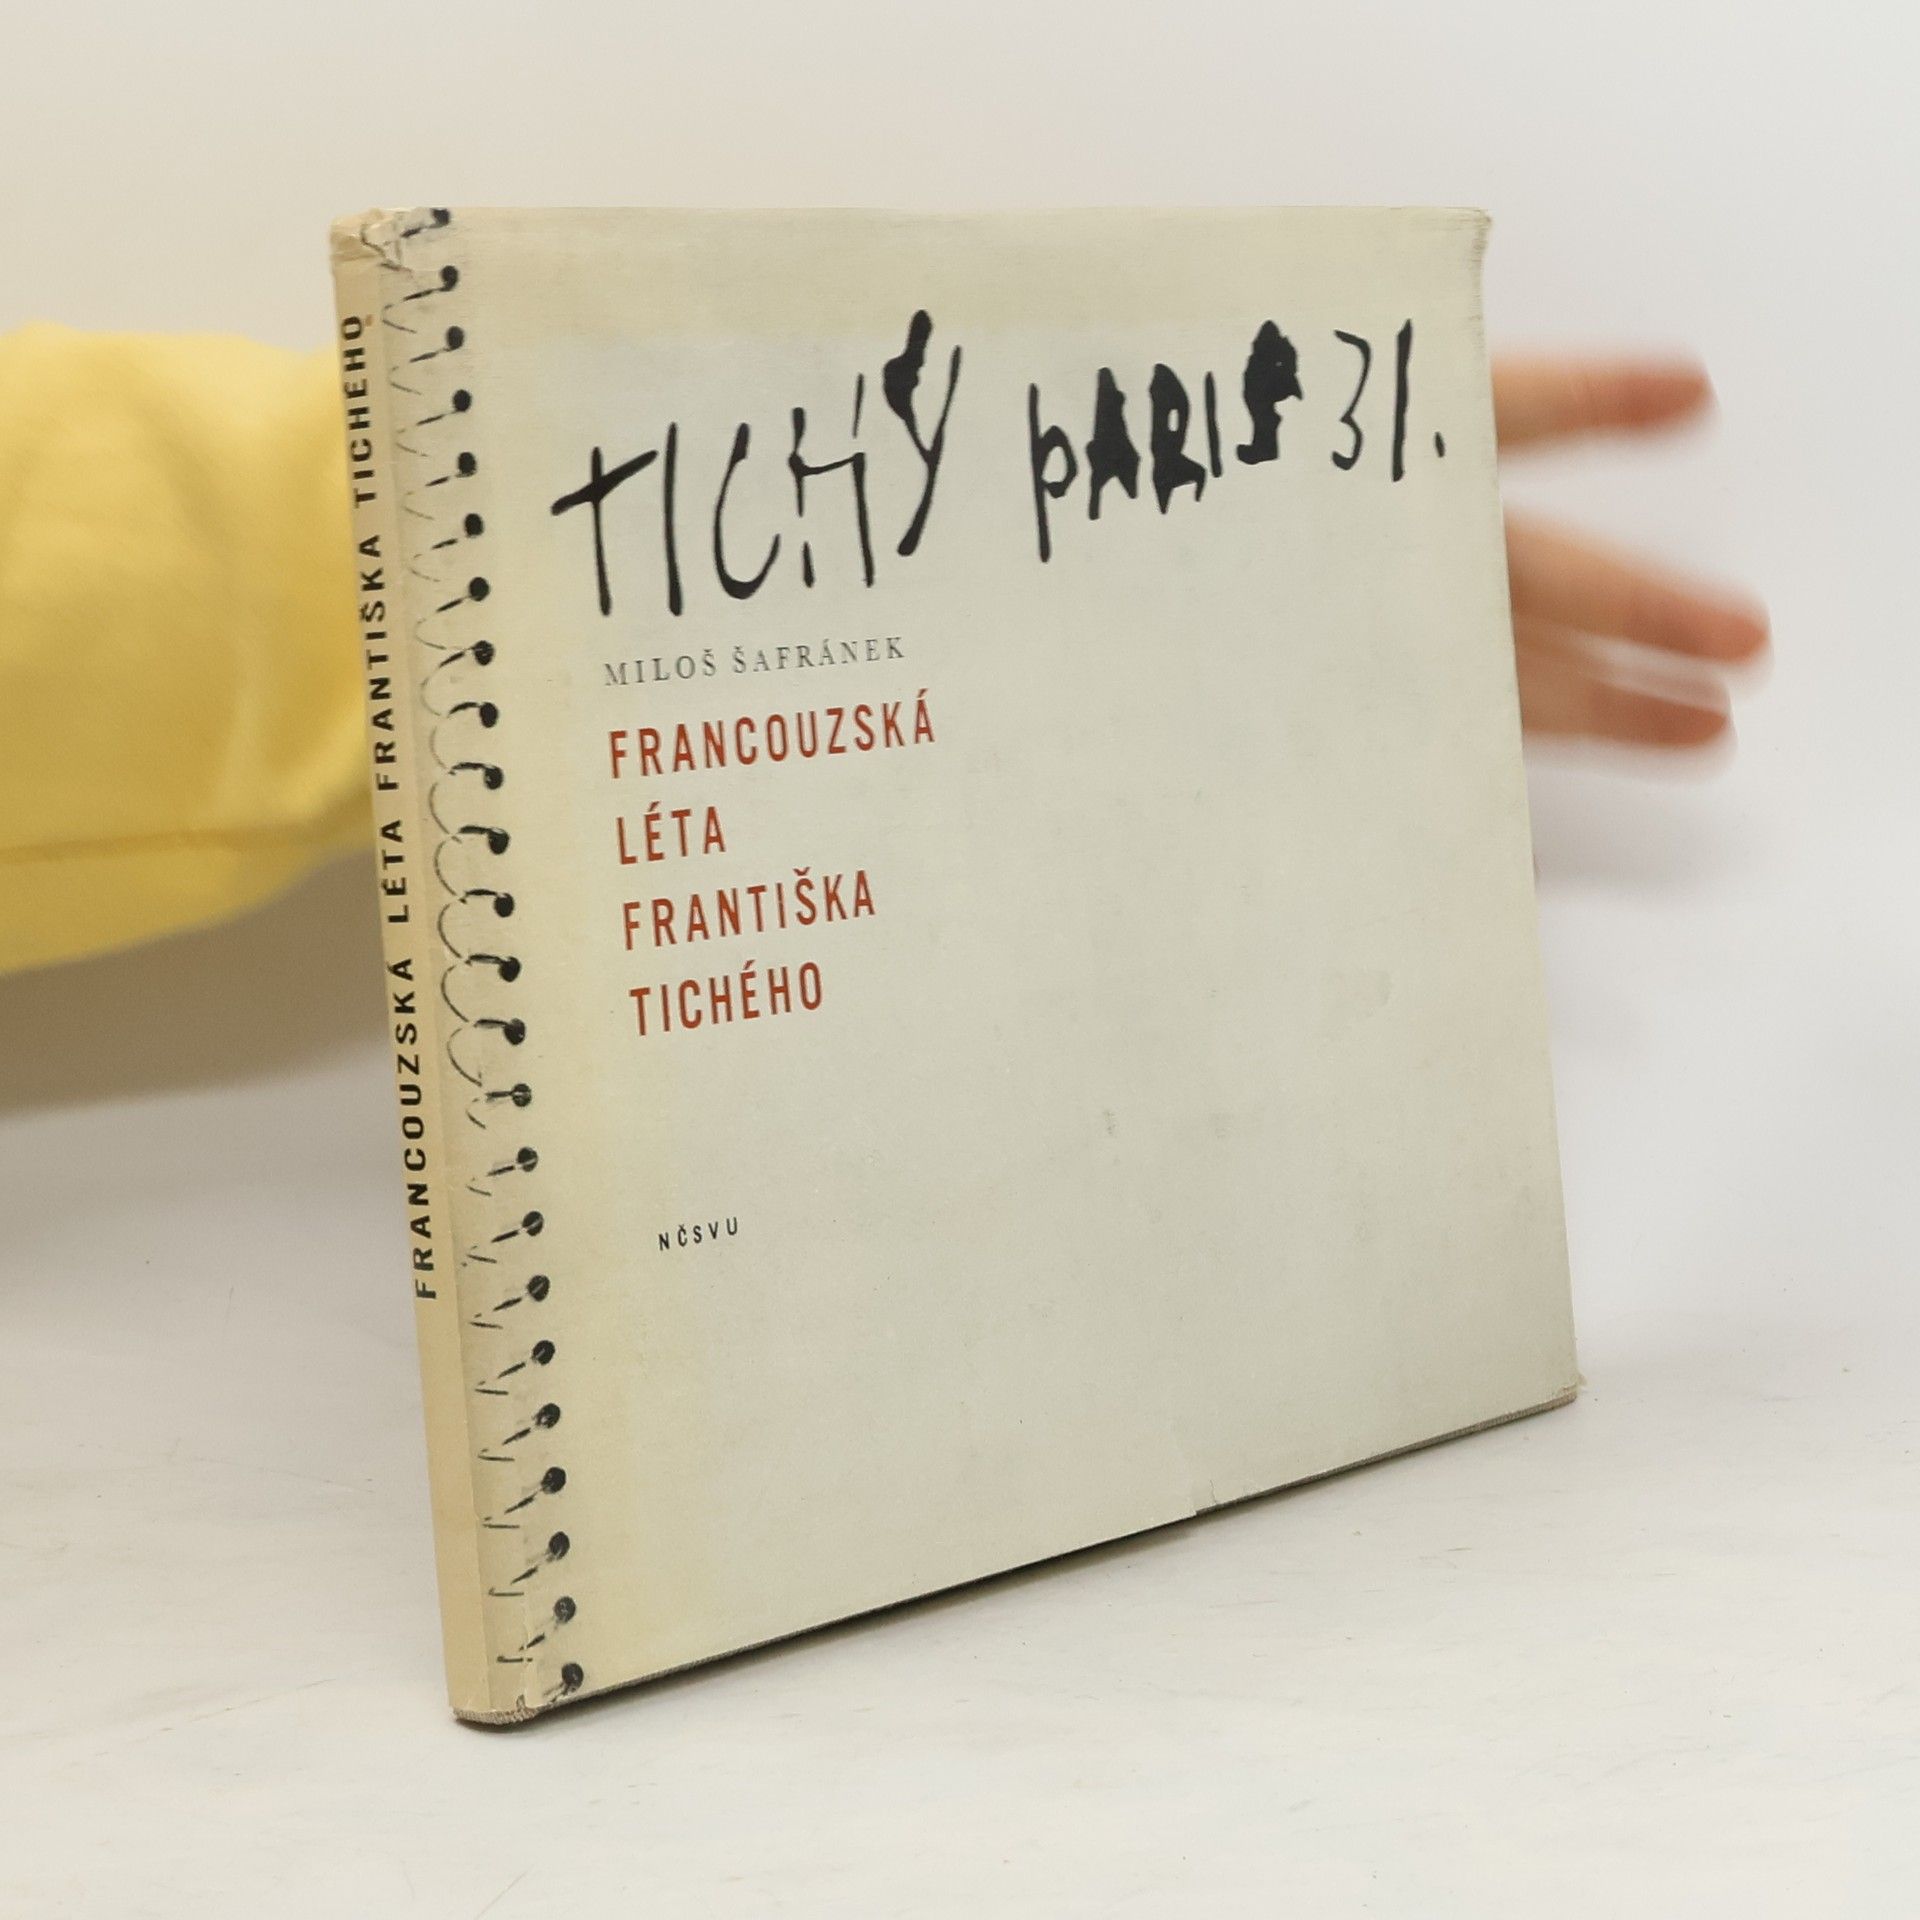 FRANCOUZSKÁ LÉTA FRANTIŠKA TICHÉHO
TICHÝ PARIS 31.
MILOŠ ŠAFRÁNEK
FRANCOUZSKÁ
LÉTA
FRANTIŠKA
TICHÉHO
NČSVU